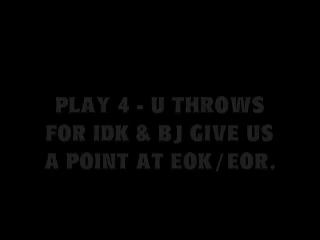 PLAY 4 - U THROWS
FOR IDK & BJ GIVE US
A POINT AT EOK/EOR.